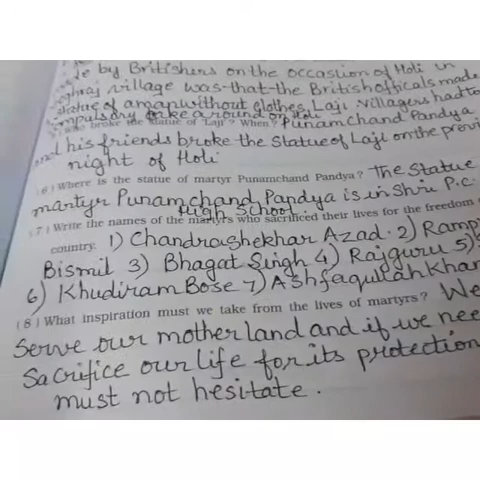 by Britishers on the occastion of Holi in
village was that the British officals made
statue of a man without clothes, Laji. Villagers had to
compulsory take a round on
who broke the statue of 'Laji'? When? Punamchand Pandya
and his friends broke the Statue of Laji on the previ
night of Holi
( 6 ) Where is the statue of martyr Punamchand Pandya? The Statue
martyr Punamchand Pandya is in Shri P.C.
High School.
( 7 ) Write the names of the martyrs who sacrificed their lives for the freedom
country. 1) Chandrashekhar Azad. 2) Ramp
Bismil 3) Bhagat Singh 4) Rajguru 5)
6) Khudiram Bose 7) Ashfaqullah Khan
( 8 ) What inspiration must we take from the lives of martyrs? We
Serve our motherland and if we nee
Sacrifice our life for its protection
must not hesitate.